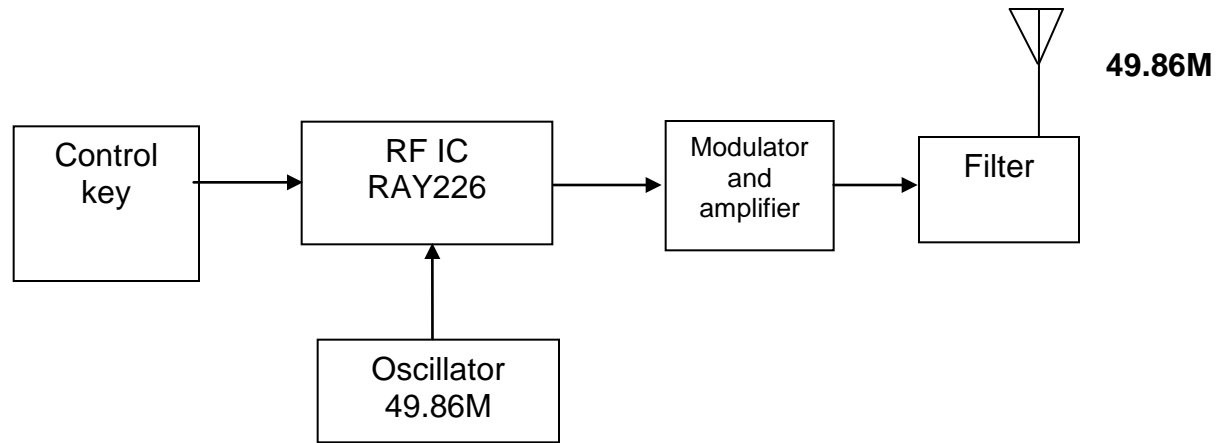 49.86M
Control
key
RF IC
RAY226
Modulator
and
amplifier
Filter
Oscillator
49.86M